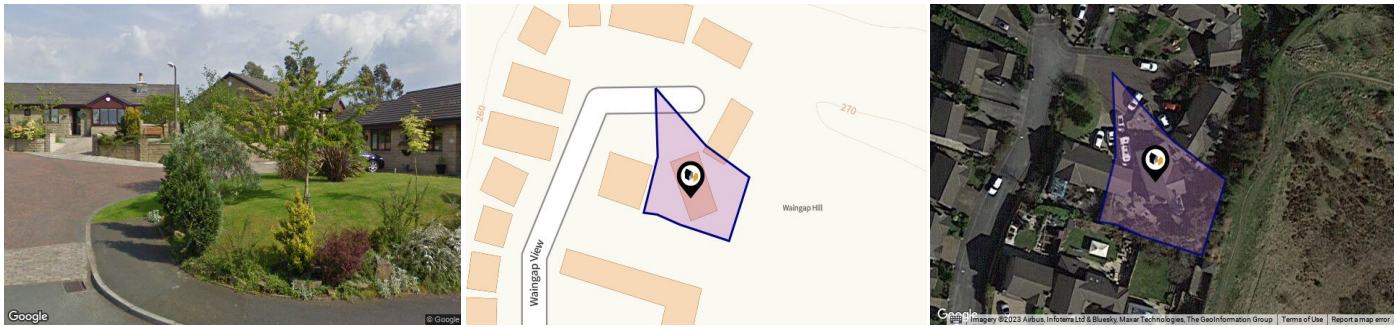 Google
© Google
260
270
Waingap Hill
Waingap View
Google
Imagery ©2023 Airbus, Infoterra Ltd & Bluesky, Maxar Technologies, The GeoInformation Group
Terms of Use
Report a map error